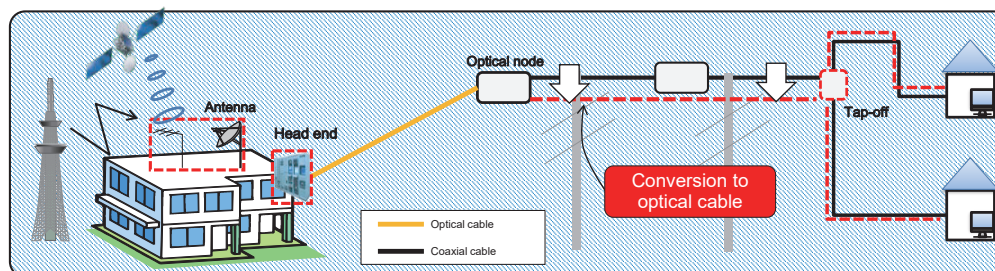 Optical node
Antenna
Head end
Tap-off
Conversion to
optical cable
Optical cable
Coaxial cable